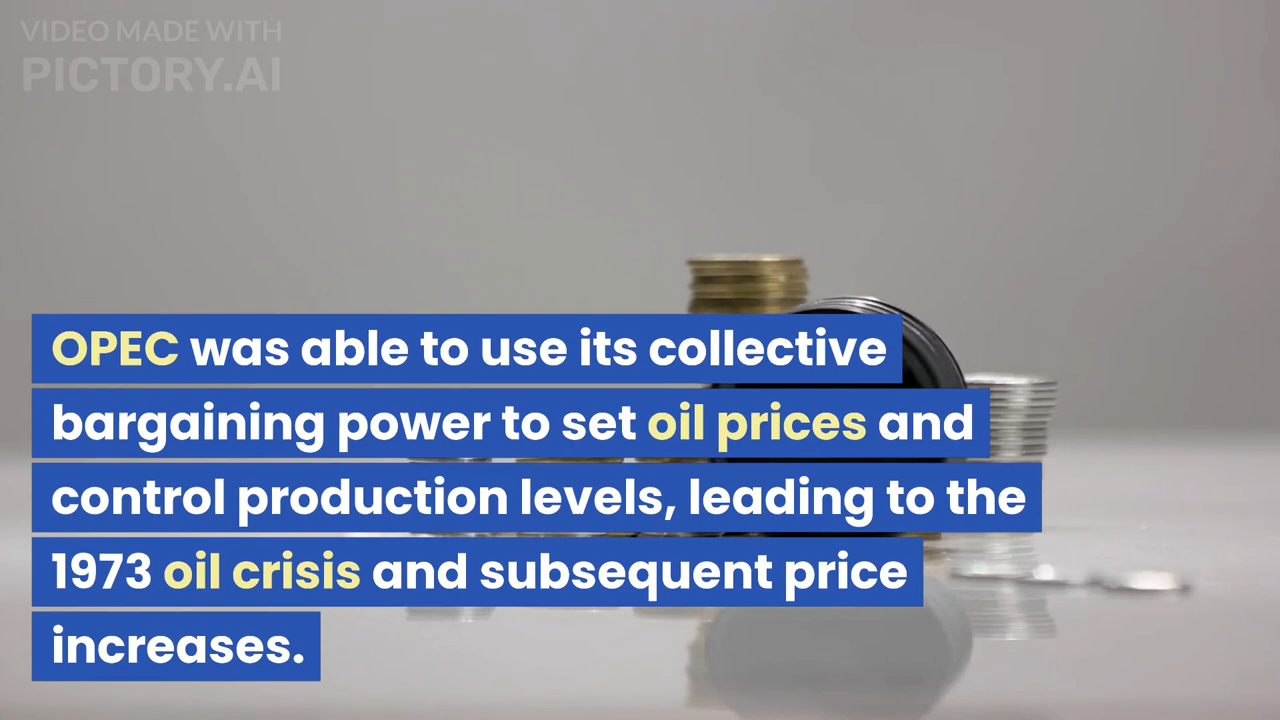 VIDEO MADE WITH
PICTORY.AI
OPEC was able to use its collective
bargaining power to set oil prices and
control production levels, leading to the
1973 oil crisis and subsequent price
increases.